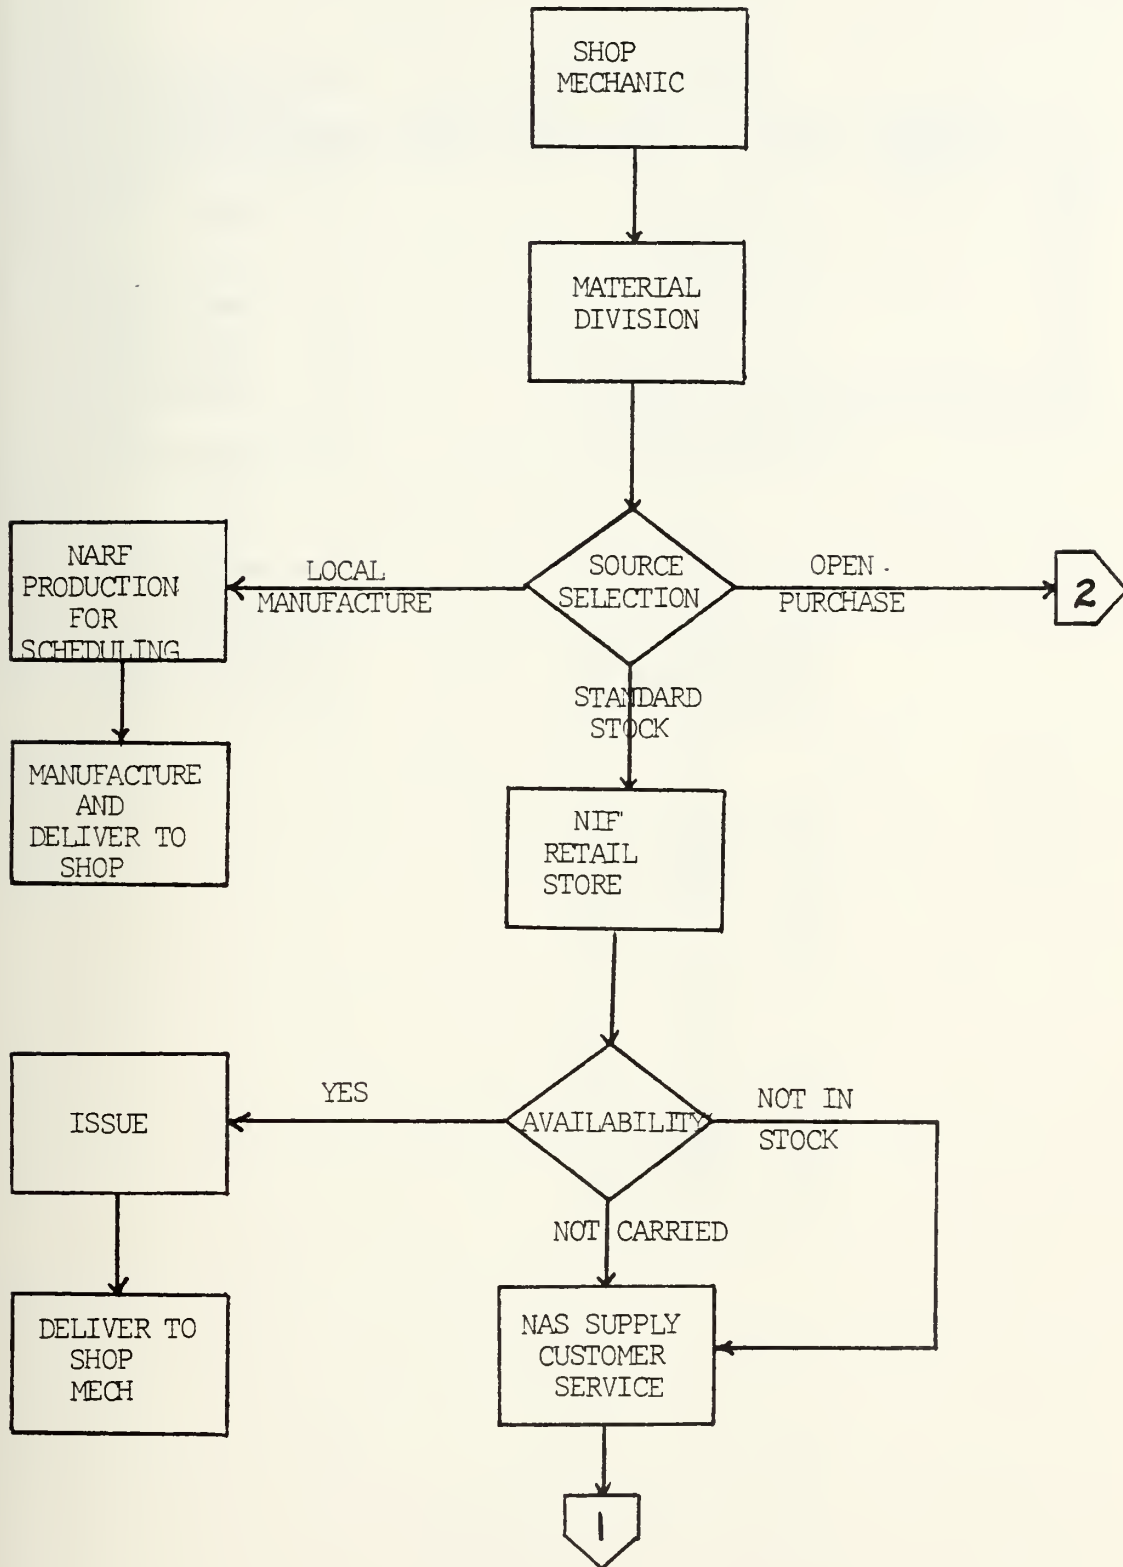 SHOP
MECHANIC
MATERIAL
DIVISION
SOURCE
SELECTION
LOCAL
MANUFACTURE
OPEN
PURCHASE
2
NARF
PRODUCTION
FOR
SCHEDULING
STANDARD
STOCK
MANUFACTURE
AND
DELIVER TO
SHOP
NIF
RETAIL
STORE
AVAILABILITY
YES
NOT IN
STOCK
ISSUE
NOT CARRIED
DELIVER TO
SHOP
MECH
NAS SUPPLY
CUSTOMER
SERVICE
1